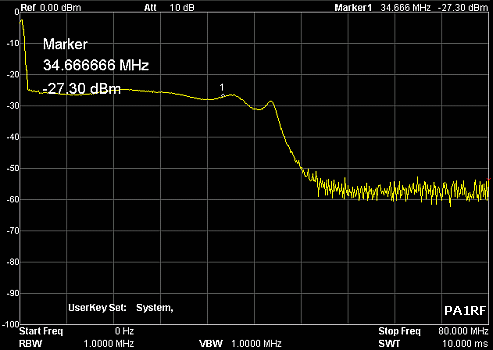 Ref 0.00 dBm Att 10 dB Marker1 34.666 MHz -27.30 dBm
0
-10
Marker
-20
34.666666 MHz
-27.30 dBm
1
-30
-40
-50
-60
-70
-80
-90
UserKey Set: System,
PA1RF
-100
Start Freq 0 Hz Stop Freq 80.000 MHz
RBW 1.0000 MHz VBW 1.0000 MHz SWT 10.000 ms